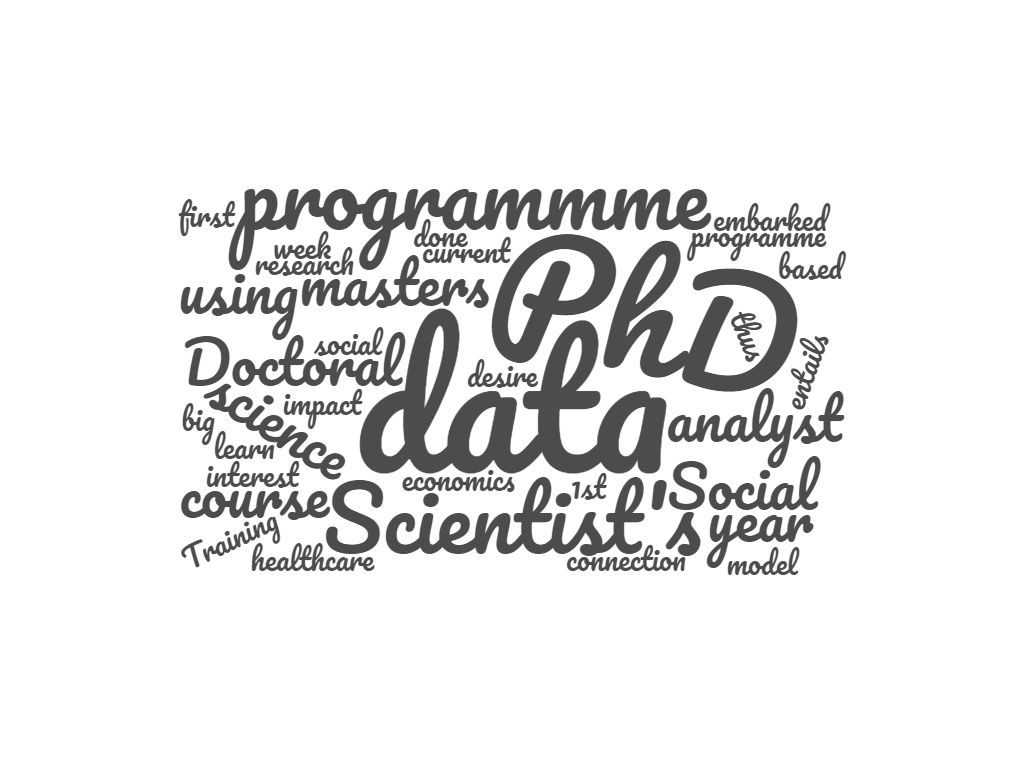 first programmme embarked
week done programme
research current based
using masters PhD
thus
Doctoral social entails
science impact desire data analyst
big
learn
interest economics 1st Social
course Scientist's year
Training
healthcare connection model